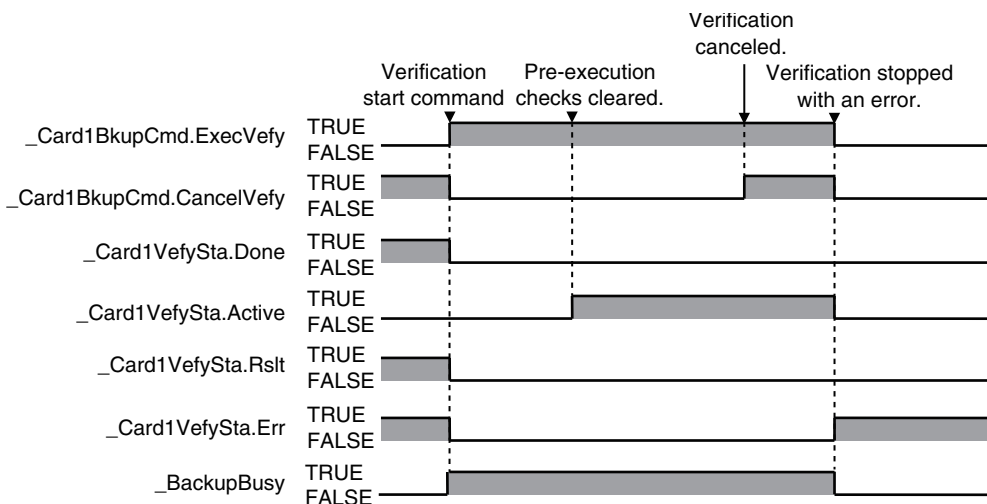 Verification
canceled.
Verification
start command
Pre-execution
checks cleared.
Verification stopped
with an error.
_Card1BkupCmd.ExecVefy
TRUE
FALSE
_Card1BkupCmd.CancelVefy
TRUE
FALSE
_Card1VefySta.Done
TRUE
FALSE
_Card1VefySta.Active
TRUE
FALSE
_Card1VefySta.Rslt
TRUE
FALSE
_Card1VefySta.Err
TRUE
FALSE
_BackupBusy
TRUE
FALSE